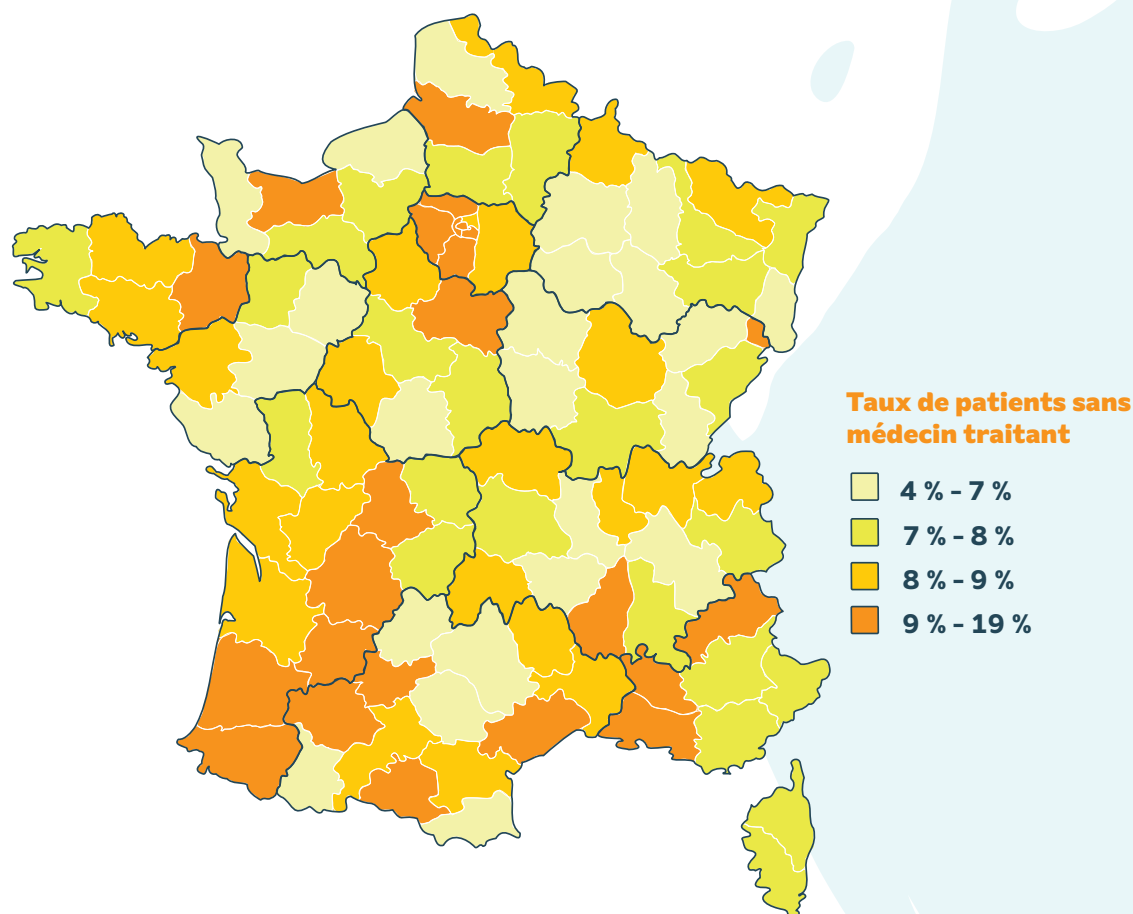 Taux de patients sans
médecin traitant
4 % – 7 %
7 % – 8 %
8 % – 9 %
9 % – 19 %